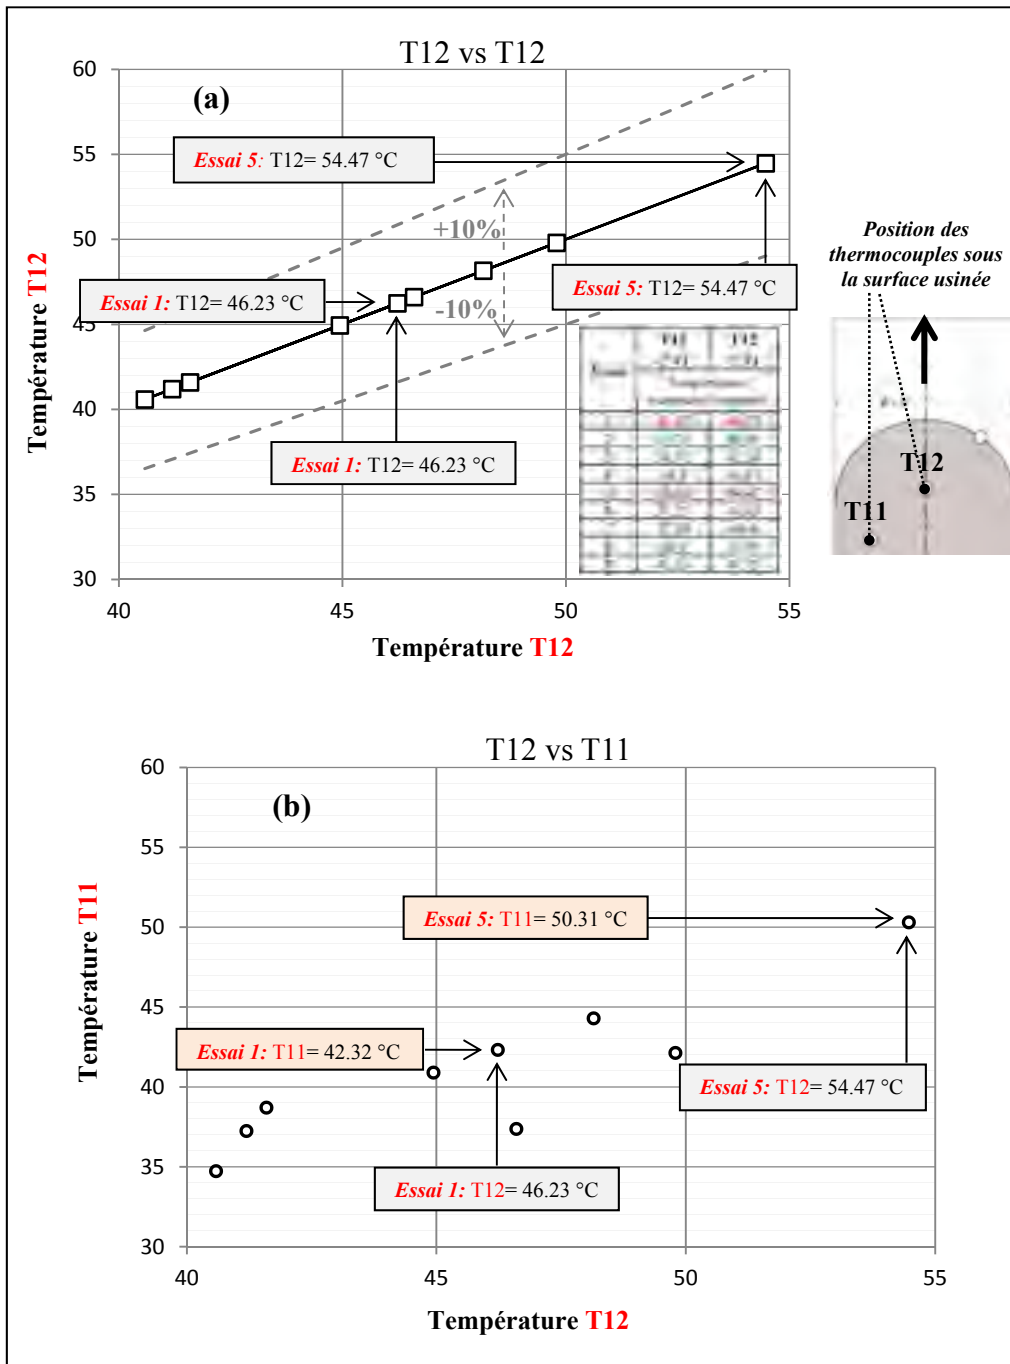 T12 vs T12
60
55
50
45
40
35
30
(a)
Essai 5: T12= 54.47 °C
+10%
-10%
Essai 1: T12= 46.23 °C
Essai 5: T12= 54.47 °C
Essai 1: T12= 46.23 °C
Température T12
40
45
50
55
Température T12
Position des
thermocouples sous
la surface usinée
T12
T11
T12 vs T11
60
55
50
45
40
35
30
(b)
Essai 5: T11= 50.31 °C
Essai 1: T11= 42.32 °C
Essai 5: T12= 54.47 °C
Essai 1: T12= 46.23 °C
Température T11
40
45
50
55
Température T12